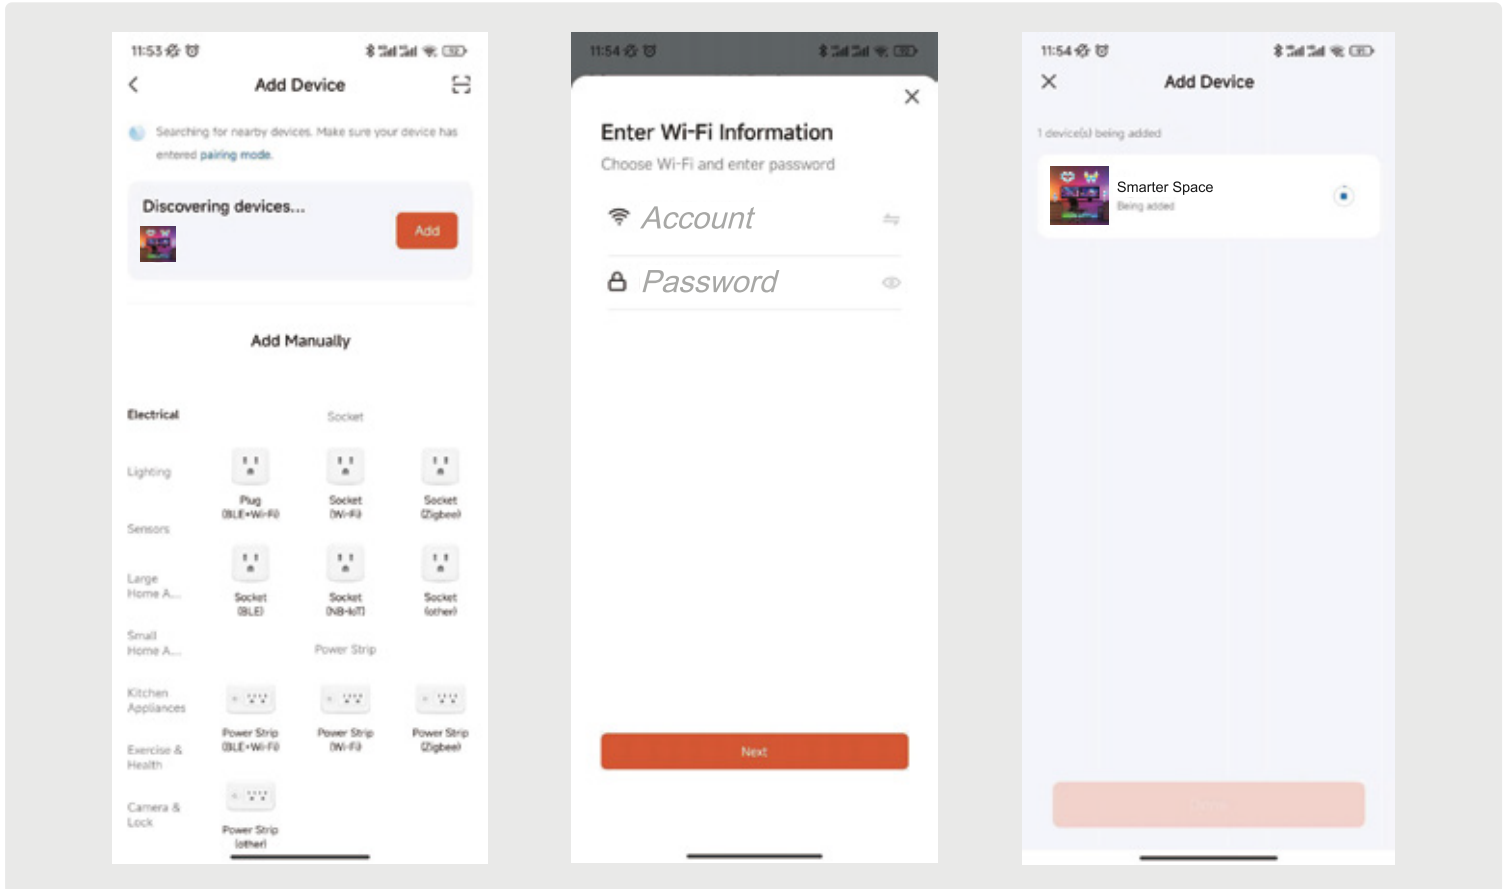 11:53
Add Device
Searching for nearby devices. Make sure your device has
entered pairing mode.
Discovering devices...
Add
Add Manually
Electrical
Socket
Lighting
Plug
(BLE+Wi-Fi)
Socket
(Wi-Fi)
Socket
(Zigbee)
Sensors
Large
Home A...
Socket
(BLE)
Socket
(NB-IoT)
Socket
(other)
Small
Home A...
Power Strip
Kitchen
Appliances
Power Strip
(BLE+Wi-Fi)
Power Strip
(Wi-Fi)
Power Strip
(Zigbee)
Exercise &
Health
Camera &
Lock
Power Strip
(other)
11:54
Enter Wi-Fi Information
Choose Wi-Fi and enter password
Account
Password
Next
11:54
Add Device
1 device(s) being added
Smarter Space
Being added